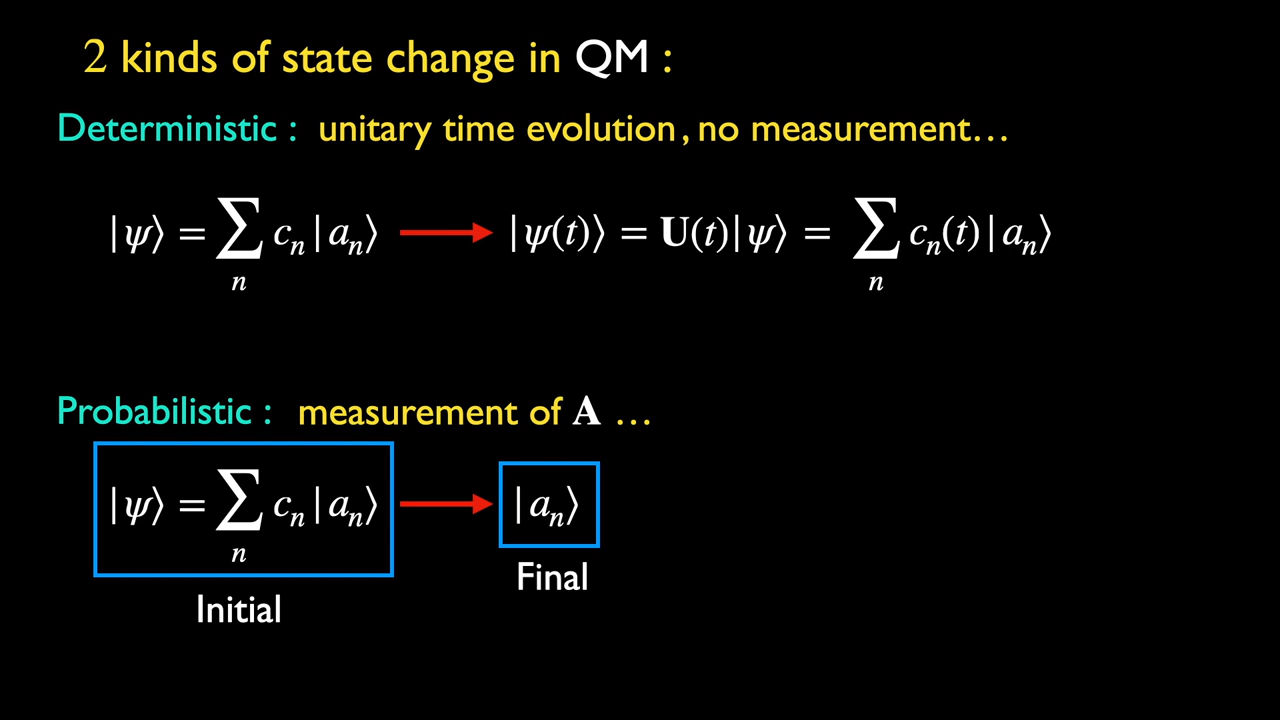 2 kinds of state change in QM :
Deterministic : unitary time evolution , no measurement…
|ψ⟩ = ∑ₙ cₙ|aₙ⟩ ⟶ |ψ(t)⟩ = U(t)|ψ⟩ = ∑ₙ cₙ(t)|aₙ⟩
Probabilistic : measurement of A …
|ψ⟩ = ∑ₙ cₙ|aₙ⟩ ⟶ |aₙ⟩
Final
Initial